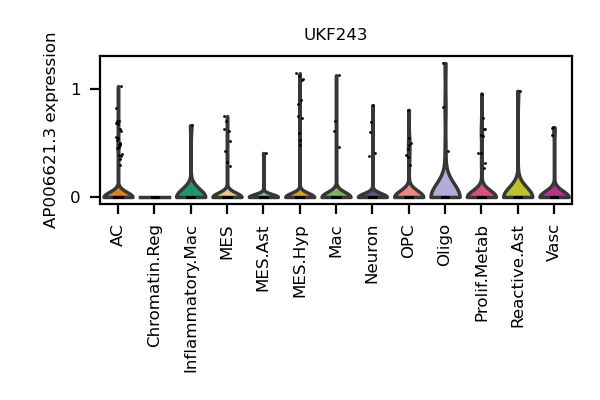 UKF243
AP006621.3 expression
1
0
AC
Chromatin.Reg
Inflammatory.Mac
MES
MES.Ast
MES.Hyp
Mac
Neuron
OPC
Oligo
Prolif.Metab
Reactive.Ast
Vasc